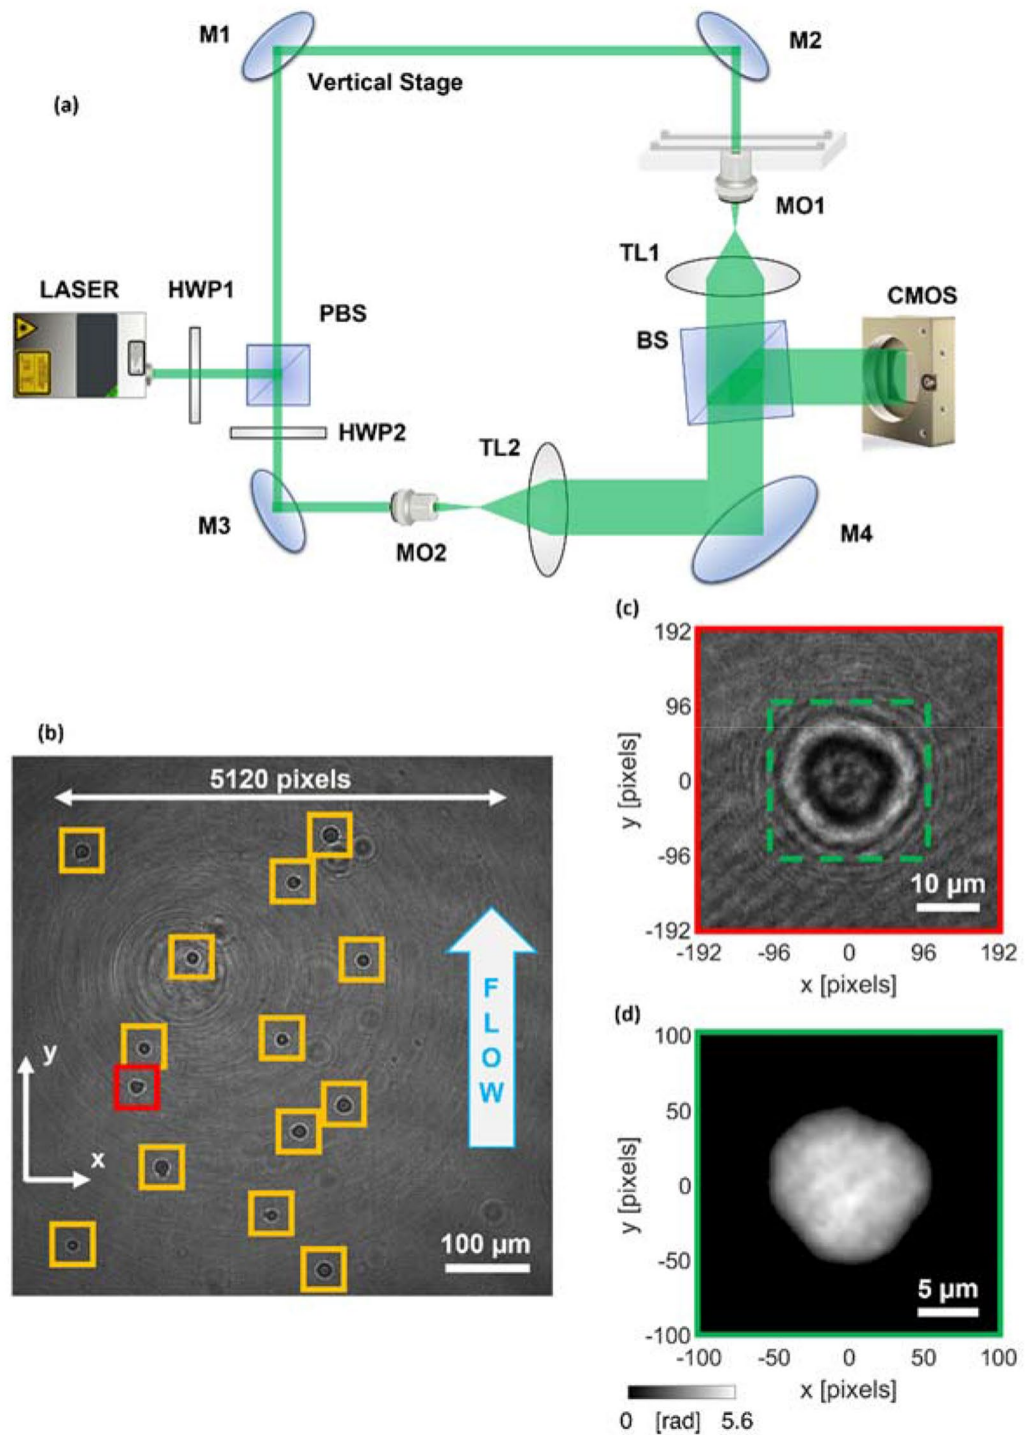 (a)
M1
M2
Vertical Stage
MO1
TL1
LASER
HWP1
PBS
BS
CMOS
HWP2
TL2
M3
MO2
M4
(b)
5120 pixels
F
L
O
W
y
x
100 µm
(c)
192
96
0
-96
-192
y [pixels]
10 µm
-192 -96 0 96 192
x [pixels]
(d)
100
50
0
-50
-100
y [pixels]
5 µm
-100 -50 0 50 100
x [pixels]
0 [rad] 5.6